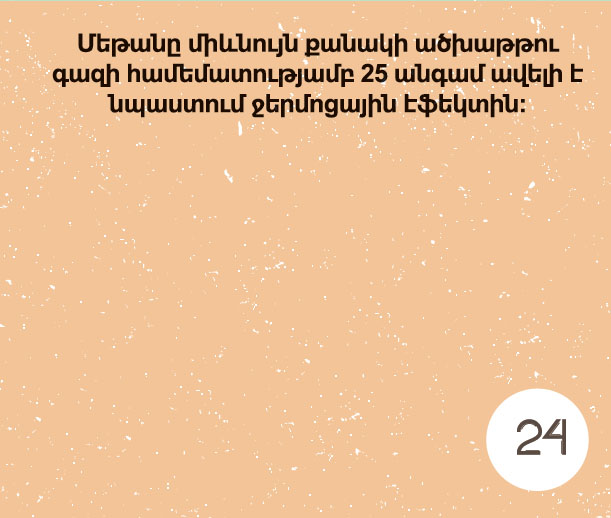 Մեթանը միևնույն քանակի ածխաթթու
գազի համեմատությամբ 25 անգամ ավելի է
նպաստում ջերմոցային էֆեկտին:
24